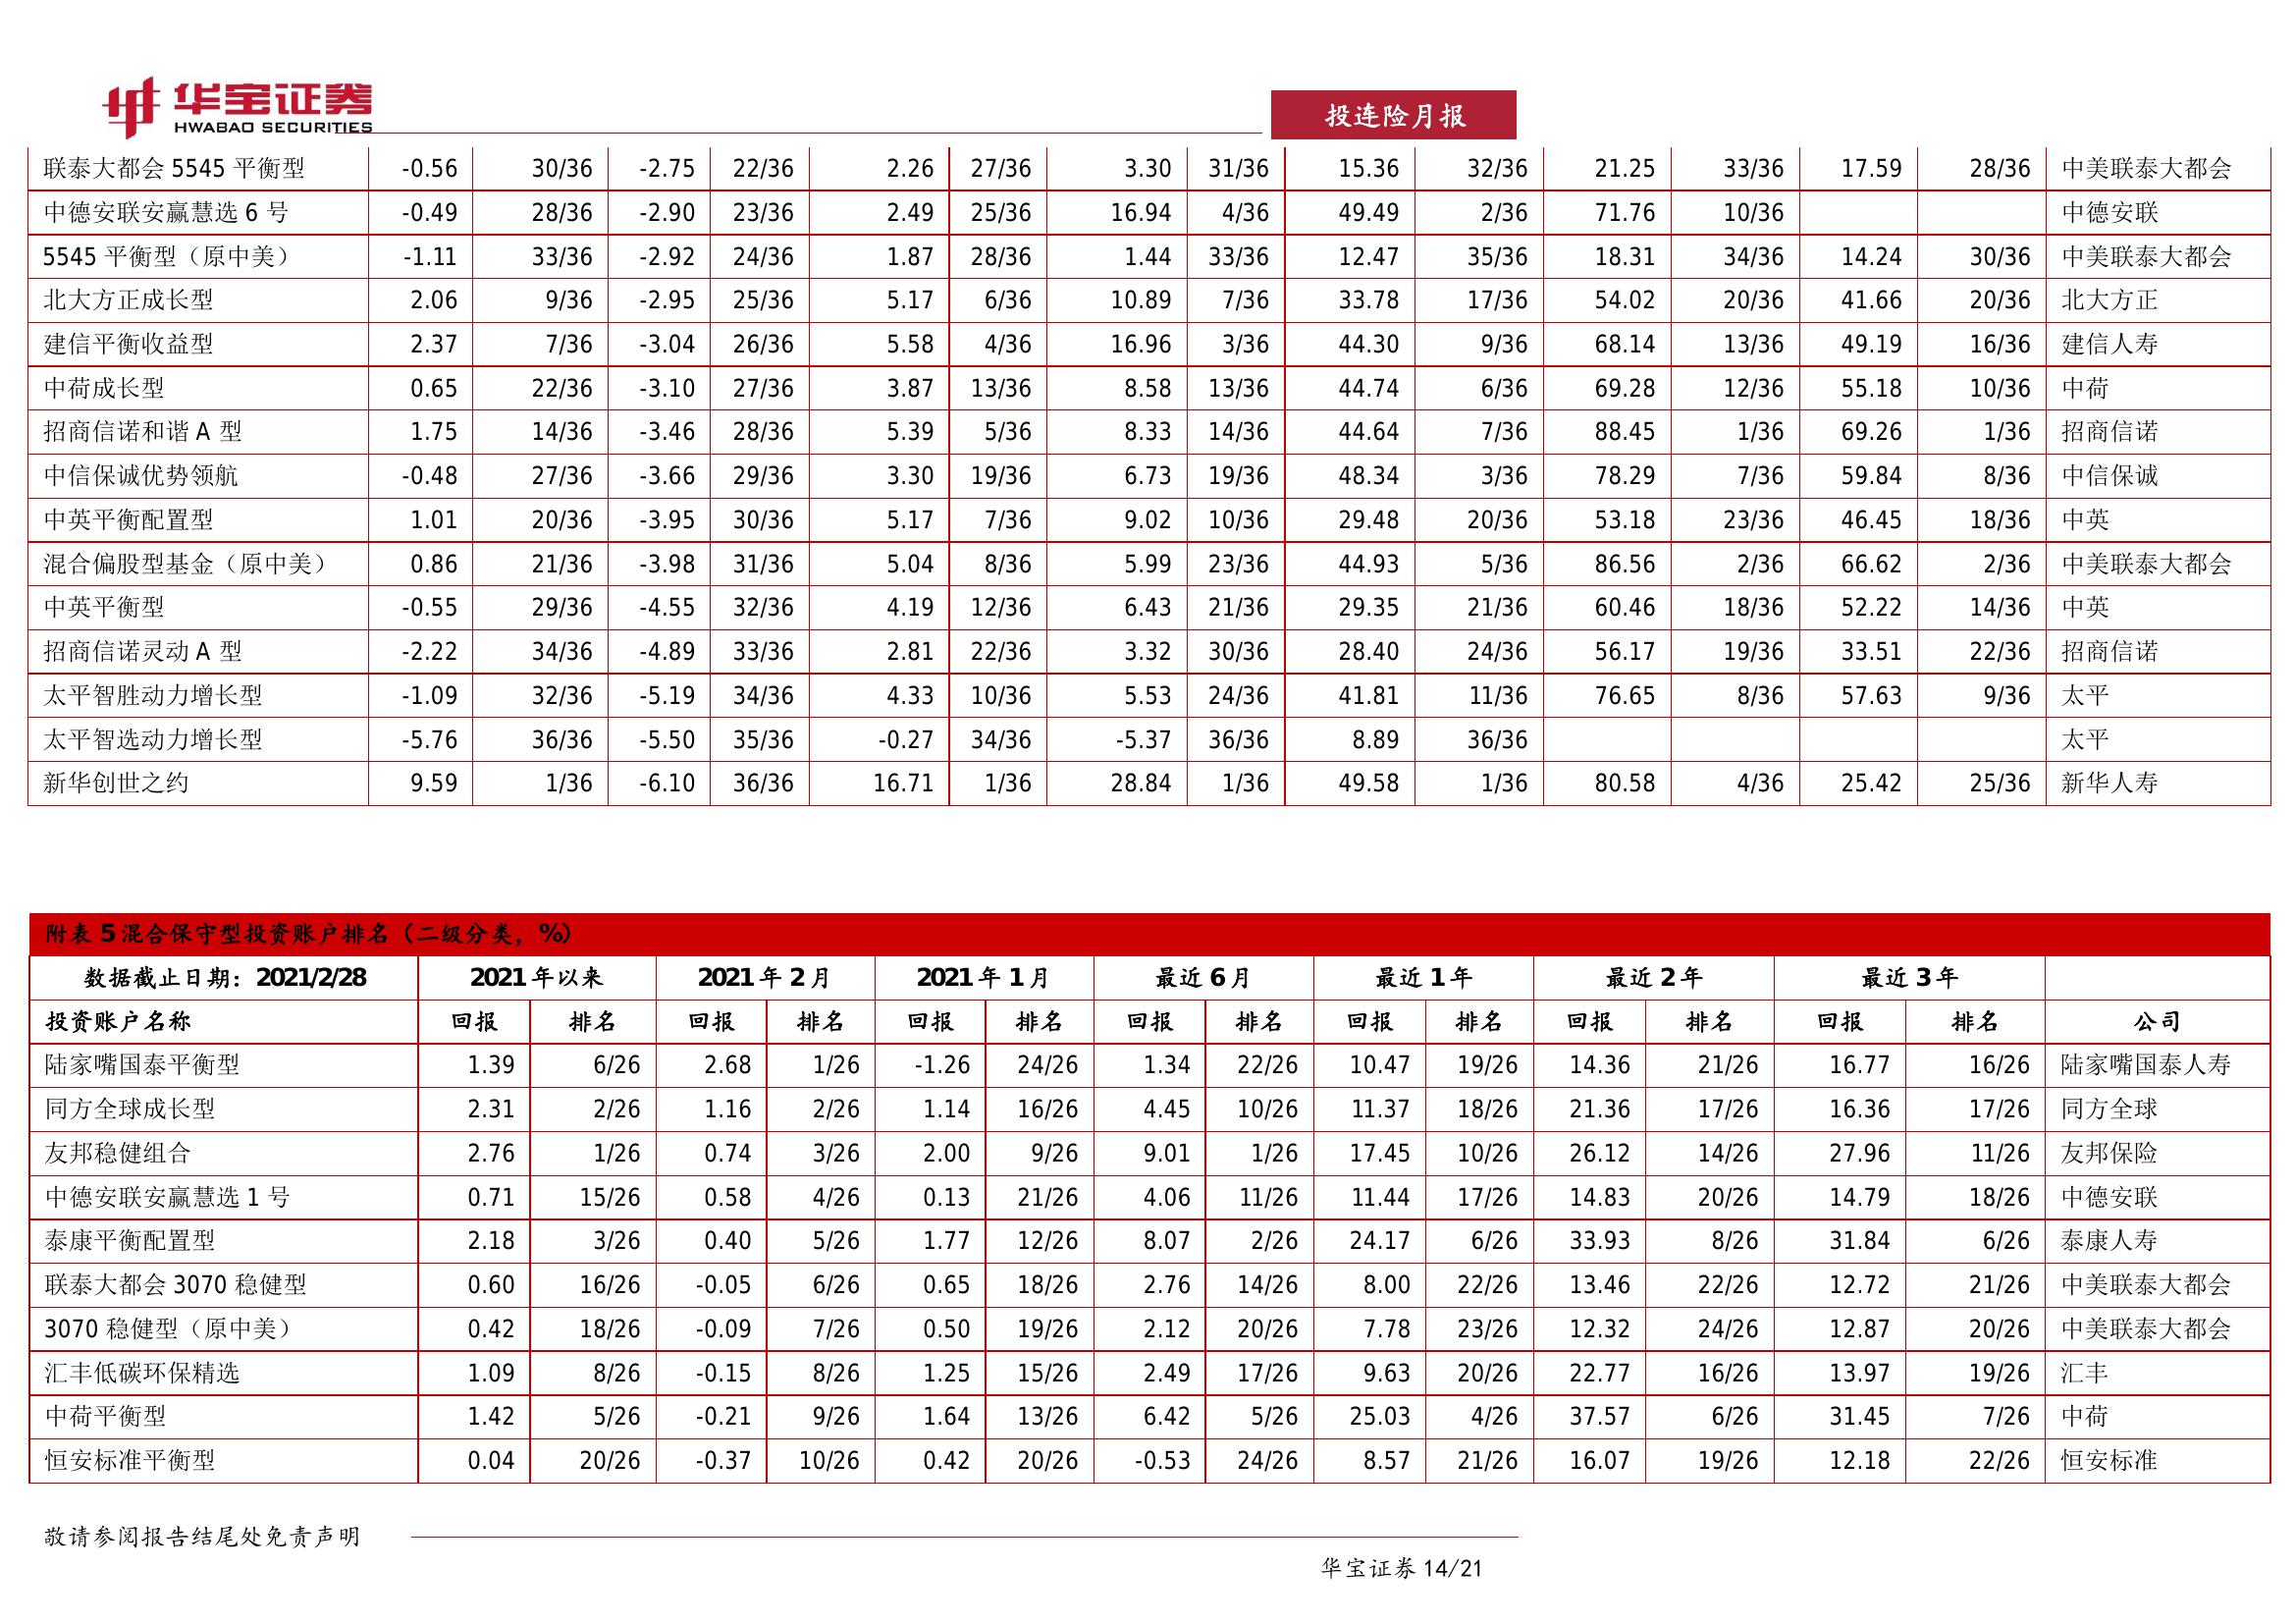 华宝证券
HWABAO SECURITIES
投连险月报
联泰大都会 5545 平衡型 -0.56 30/36 -2.75 22/36 2.26 27/36 3.30 31/36 15.36 32/36 21.25 33/36 17.59 28/36 中美联泰大都会
中德安联安赢慧选 6 号 -0.49 28/36 -2.90 23/36 2.49 25/36 16.94 4/36 49.49 2/36 71.76 10/36 中德安联
5545 平衡型（原中美） -1.11 33/36 -2.92 24/36 1.87 28/36 1.44 33/36 12.47 35/36 18.31 34/36 14.24 30/36 中美联泰大都会
北大方正成长型 2.06 9/36 -2.95 25/36 5.17 6/36 10.89 7/36 33.78 17/36 54.02 20/36 41.66 20/36 北大方正
建信平衡收益型 2.37 7/36 -3.04 26/36 5.58 4/36 16.96 3/36 44.30 9/36 68.14 13/36 49.19 16/36 建信人寿
中荷成长型 0.65 22/36 -3.10 27/36 3.87 13/36 8.58 13/36 44.74 6/36 69.28 12/36 55.18 10/36 中荷
招商信诺和谐 A 型 1.75 14/36 -3.46 28/36 5.39 5/36 8.33 14/36 44.64 7/36 88.45 1/36 69.26 1/36 招商信诺
中信保诚优势领航 -0.48 27/36 -3.66 29/36 3.30 19/36 6.73 19/36 48.34 3/36 78.29 7/36 59.84 8/36 中信保诚
中英平衡配置型 1.01 20/36 -3.95 30/36 5.17 7/36 9.02 10/36 29.48 20/36 53.18 23/36 46.45 18/36 中英
混合偏股型基金（原中美） 0.86 21/36 -3.98 31/36 5.04 8/36 5.99 23/36 44.93 5/36 86.56 2/36 66.62 2/36 中美联泰大都会
中英平衡型 -0.55 29/36 -4.55 32/36 4.19 12/36 6.43 21/36 29.35 21/36 60.46 18/36 52.22 14/36 中英
招商信诺灵动 A 型 -2.22 34/36 -4.89 33/36 2.81 22/36 3.32 30/36 28.40 24/36 56.17 19/36 33.51 22/36 招商信诺
太平智胜动力增长型 -1.09 32/36 -5.19 34/36 4.33 10/36 5.53 24/36 41.81 11/36 76.65 8/36 57.63 9/36 太平
太平智选动力增长型 -5.76 36/36 -5.50 35/36 -0.27 34/36 -5.37 36/36 8.89 36/36 太平
新华创世之约 9.59 1/36 -6.10 36/36 16.71 1/36 28.84 1/36 49.58 1/36 80.58 4/36 25.42 25/36 新华人寿
附表 5 混合保守型投资账户排名（二级分类，%）
数据截止日期：2021/2/28 2021 年以来 2021 年 2 月 2021 年 1 月 最近 6 月 最近 1 年 最近 2 年 最近 3 年
投资账户名称 回报 排名 回报 排名 回报 排名 回报 排名 回报 排名 回报 排名 回报 排名 公司
陆家嘴国泰平衡型 1.39 6/26 2.68 1/26 -1.26 24/26 1.34 22/26 10.47 19/26 14.36 21/26 16.77 16/26 陆家嘴国泰人寿
同方全球成长型 2.31 2/26 1.16 2/26 1.14 16/26 4.45 10/26 11.37 18/26 21.36 17/26 16.36 17/26 同方全球
友邦稳健组合 2.76 1/26 0.74 3/26 2.00 9/26 9.01 1/26 17.45 10/26 26.12 14/26 27.96 11/26 友邦保险
中德安联安赢慧选 1 号 0.71 15/26 0.58 4/26 0.13 21/26 4.06 11/26 11.44 17/26 14.83 20/26 14.79 18/26 中德安联
泰康平衡配置型 2.18 3/26 0.40 5/26 1.77 12/26 8.07 2/26 24.17 6/26 33.93 8/26 31.84 6/26 泰康人寿
联泰大都会 3070 稳健型 0.60 16/26 -0.05 6/26 0.65 18/26 2.76 14/26 8.00 22/26 13.46 22/26 12.72 21/26 中美联泰大都会
3070 稳健型（原中美） 0.42 18/26 -0.09 7/26 0.50 19/26 2.12 20/26 7.78 23/26 12.32 24/26 12.87 20/26 中美联泰大都会
汇丰低碳环保精选 1.09 8/26 -0.15 8/26 1.25 15/26 2.49 17/26 9.63 20/26 22.77 16/26 13.97 19/26 汇丰
中荷平衡型 1.42 5/26 -0.21 9/26 1.64 13/26 6.42 5/26 25.03 4/26 37.57 6/26 31.45 7/26 中荷
恒安标准平衡型 0.04 20/26 -0.37 10/26 0.42 20/26 -0.53 24/26 8.57 21/26 16.07 19/26 12.18 22/26 恒安标准
敬请参阅报告结尾处免责声明
华宝证券 14/21